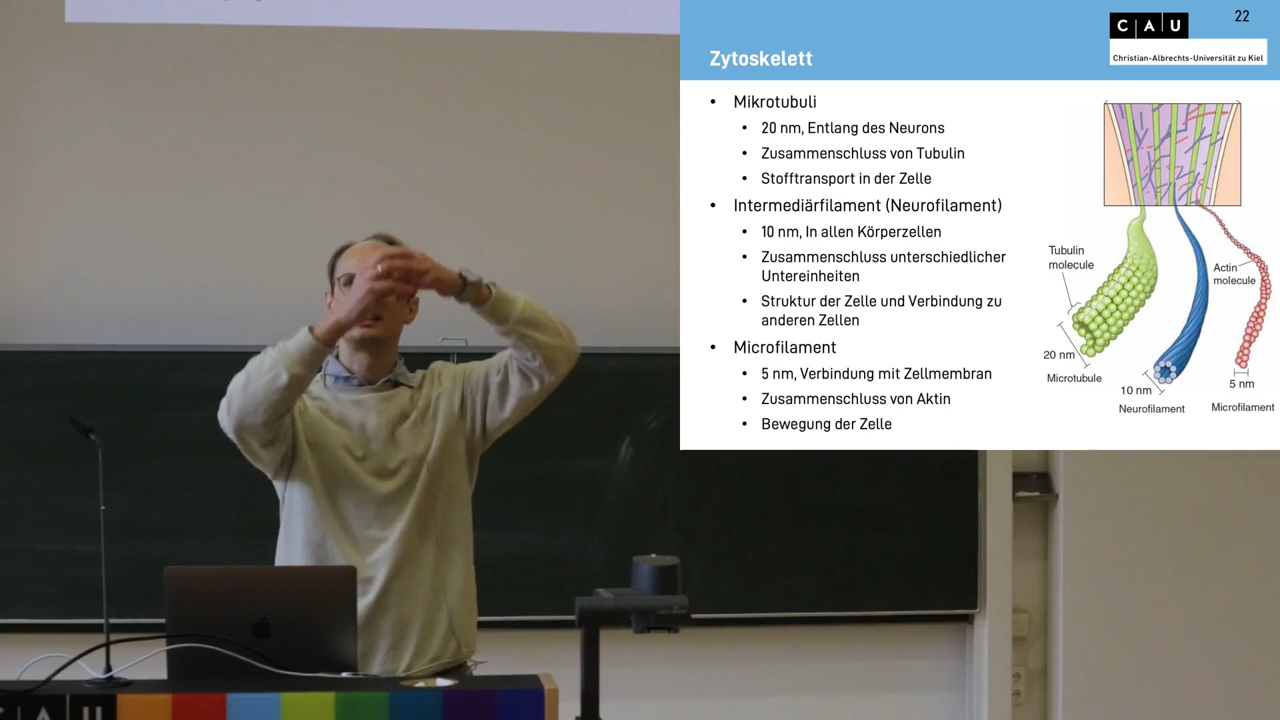 22
CAU
Christian-Albrechts-Universität zu Kiel
Zytoskelett
• Mikrotubuli
• 20 nm, Entlang des Neurons
• Zusammenschluss von Tubulin
• Stofftransport in der Zelle
• Intermediärfilament (Neurofilament)
• 10 nm, In allen Körperzellen
• Zusammenschluss unterschiedlicher
Untereinheiten
• Struktur der Zelle und Verbindung zu
anderen Zellen
• Microfilament
• 5 nm, Verbindung mit Zellmembran
• Zusammenschluss von Aktin
• Bewegung der Zelle
Tubulin
molecule
Actin
molecule
20 nm
Microtubule
10 nm
Neurofilament
5 nm
Microfilament
CAU